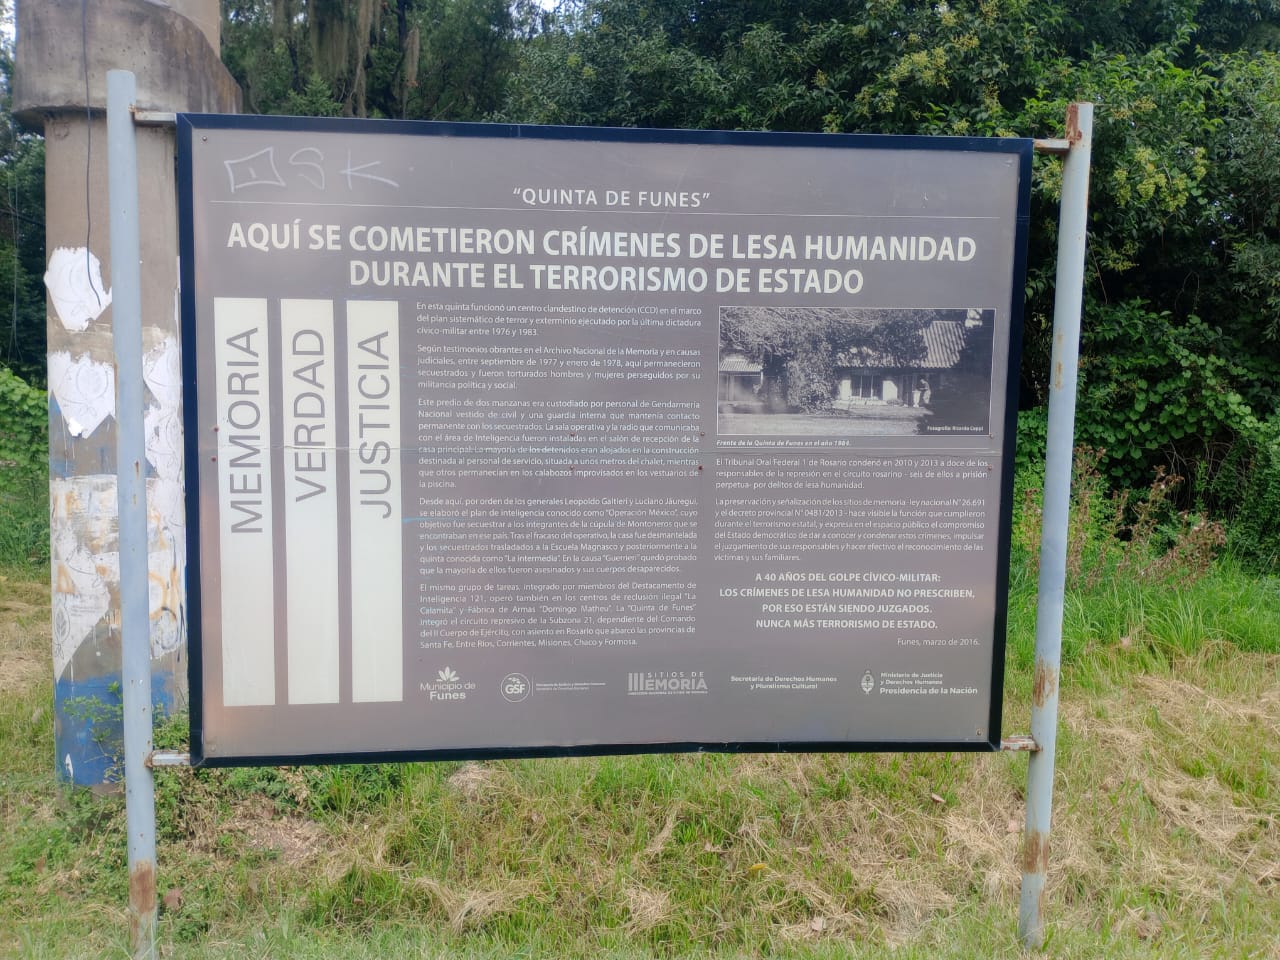 "QUINTA DE FUNES"
AQUÍ SE COMETIERON CRÍMENES DE LESA HUMANIDAD
DURANTE EL TERRORISMO DE ESTADO
MEMORIA
VERDAD
JUSTICIA
En esta quinta funcionó un centro clandestino de detención (CCD) en el marco
del plan sistemático de terror y exterminio ejecutado por la última dictadura
cívico-militar entre 1976 y 1983.
Según testimonios obrantes en el Archivo Nacional de la Memoria y en causas
judiciales, entre septiembre de 1977 y enero de 1978, aquí permanecieron
secuestrados y fueron torturados hombres y mujeres perseguidos por su
militancia política y social.
Este predio de dos manzanas era custodiado por personal de Gendarmería
Nacional vestido de civil y una guardia interna que mantenía contacto
permanente con los secuestrados. La sala operativa y la radio que comunicaba
con el área de Inteligencia fueron instaladas en el salón de recepción de la
casa principal. La mayoría de los detenidos eran alojados en la construcción
destinada al personal de servicio, situada a unos metros del chalet, mientras
que otros permanecían en los calabozos improvisados en los vestuarios de
la piscina.
Desde aquí, por orden de los generales Leopoldo Galtieri y Luciano Jáuregui,
se elaboró el plan de inteligencia conocido como "Operación México", cuyo
objetivo fue secuestrar a los integrantes de la cúpula de Montoneros que se
encontraban en ese país. Tras el fracaso del operativo, la casa fue desmantelada
y los secuestrados trasladados a la Escuela Magnasco y posteriormente a la
quinta conocida como "La intermedia". En la causa "Guerrieri" quedó probado
que la mayoría de ellos fueron asesinados y sus cuerpos desaparecidos.
El mismo grupo de tareas, integrado por miembros del Destacamento de
Inteligencia 121, operó también en los centros de reclusión ilegal "La
Calamita" y Fábrica de Armas "Domingo Matheu". La "Quinta de Funes"
integró el circuito represivo de la Subzona 21, dependiente del Comando
del II Cuerpo de Ejército, con asiento en Rosario que abarcó las provincias de
Santa Fe, Entre Ríos, Corrientes, Misiones, Chaco y Formosa.
Fotografía: Ricardo Ceppi
Frente de la Quinta de Funes en el año 1984.
El Tribunal Oral Federal 1 de Rosario condenó en 2010 y 2013 a doce de los
responsables de la represión en el circuito rosarino - seis de ellos a prisión
perpetua- por delitos de lesa humanidad.
La preservación y señalización de los sitios de memoria -ley nacional N° 26.691
y el decreto provincial N° 0481/2013 - hace visible la función que cumplieron
durante el terrorismo estatal, y expresa en el espacio público el compromiso
del Estado democrático de dar a conocer y condenar estos crímenes, impulsar
el juzgamiento de sus responsables y hacer efectivo el reconocimiento de las
víctimas y sus familiares.
A 40 AÑOS DEL GOLPE CÍVICO-MILITAR:
LOS CRÍMENES DE LESA HUMANIDAD NO PRESCRIBEN,
POR ESO ESTÁN SIENDO JUZGADOS.
NUNCA MÁS TERRORISMO DE ESTADO.
Funes, marzo de 2016.
Municipio de
Funes
GSF
SITIOS DE
MEMORIA
Secretaría de Derechos Humanos
y Pluralismo Cultural
Ministerio de Justicia
y Derechos Humanos
Presidencia de la Nación